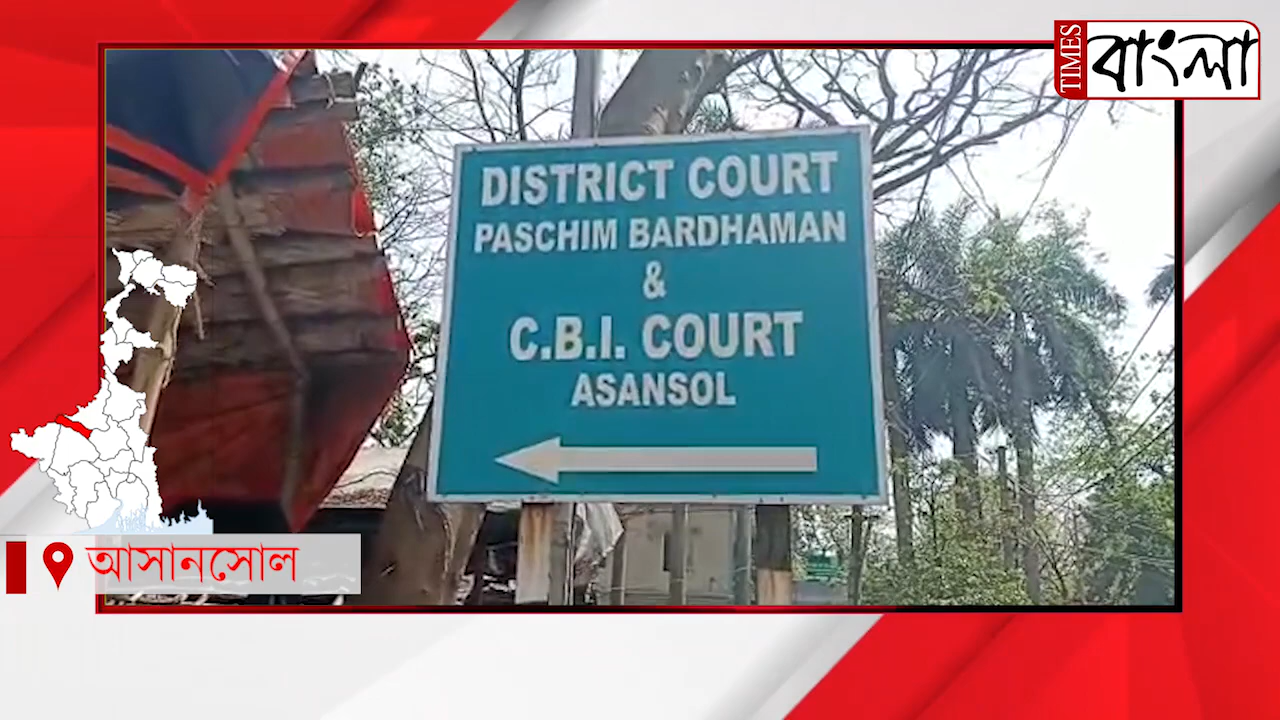 TIMES বাংলা
DISTRICT COURT
PASCHIM BARDHAMAN
&
C.B.I. COURT
ASANSOL
আসানসোল